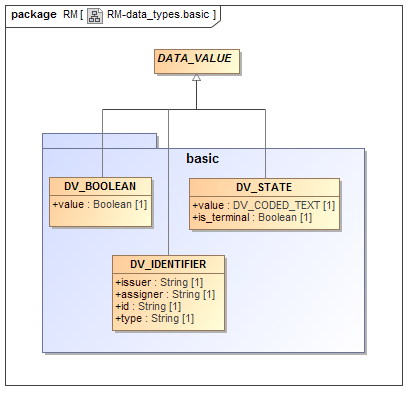 package RM [ RM-data_types.basic ]
DATA_VALUE
basic
DV_BOOLEAN
+value : Boolean [1]
DV_STATE
+value : DV_CODED_TEXT [1]
+is_terminal : Boolean [1]
DV_IDENTIFIER
+issuer : String [1]
+assigner : String [1]
+id : String [1]
+type : String [1]